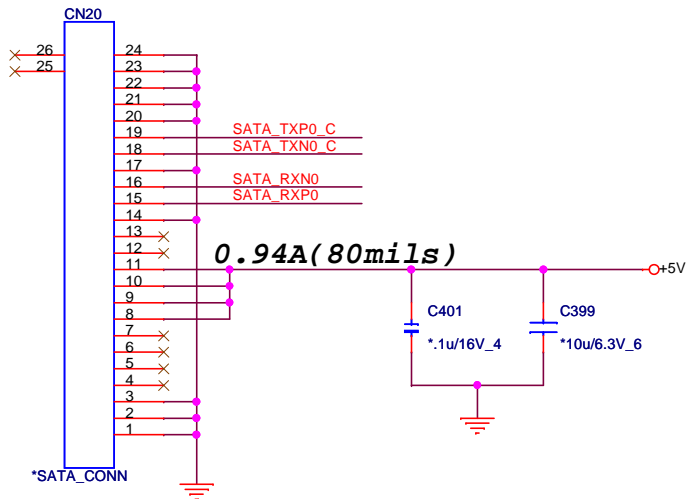 CN20
26
25
24
23
22
21
20
19 SATA_TXP0_C
18 SATA_TXN0_C
17
16 SATA_RXN0
15 SATA_RXP0
14
13
12
0.94A(80mils)
11 +5V
10
9
8
7
6
5
4
3
2
1
C401
*.1u/16V_4
C399
*10u/6.3V_6
*SATA_CONN